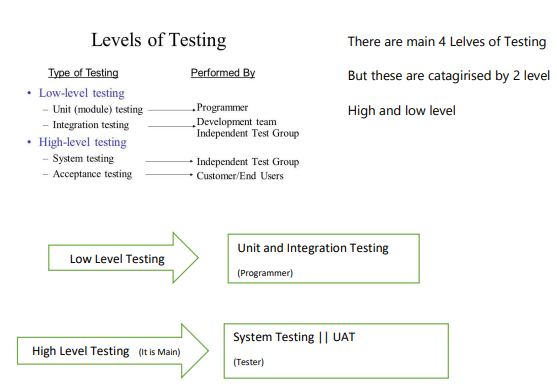 Levels of Testing
There are main 4 Lelves of Testing
Type of Testing Performed By
But these are catagirised by 2 level
• Low-level testing
High and low level
– Unit (module) testing Programmer
– Integration testing Development team
Independent Test Group
• High-level testing
– System testing Independent Test Group
– Acceptance testing Customer/End Users
Low Level Testing
Unit and Integration Testing
(Programmer)
High Level Testing (It is Main)
System Testing || UAT
(Tester)